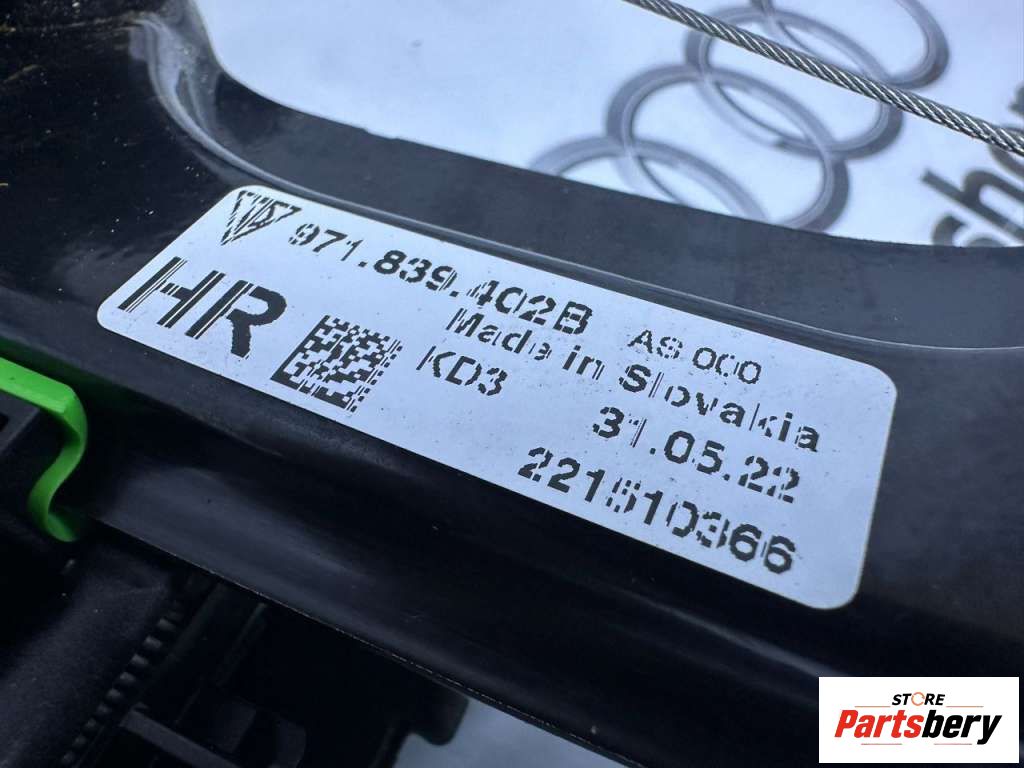 971.839.402B AS 000
HR
Made in Slovakia
KD3
31.05.22
221510366
STORE
Partsbery